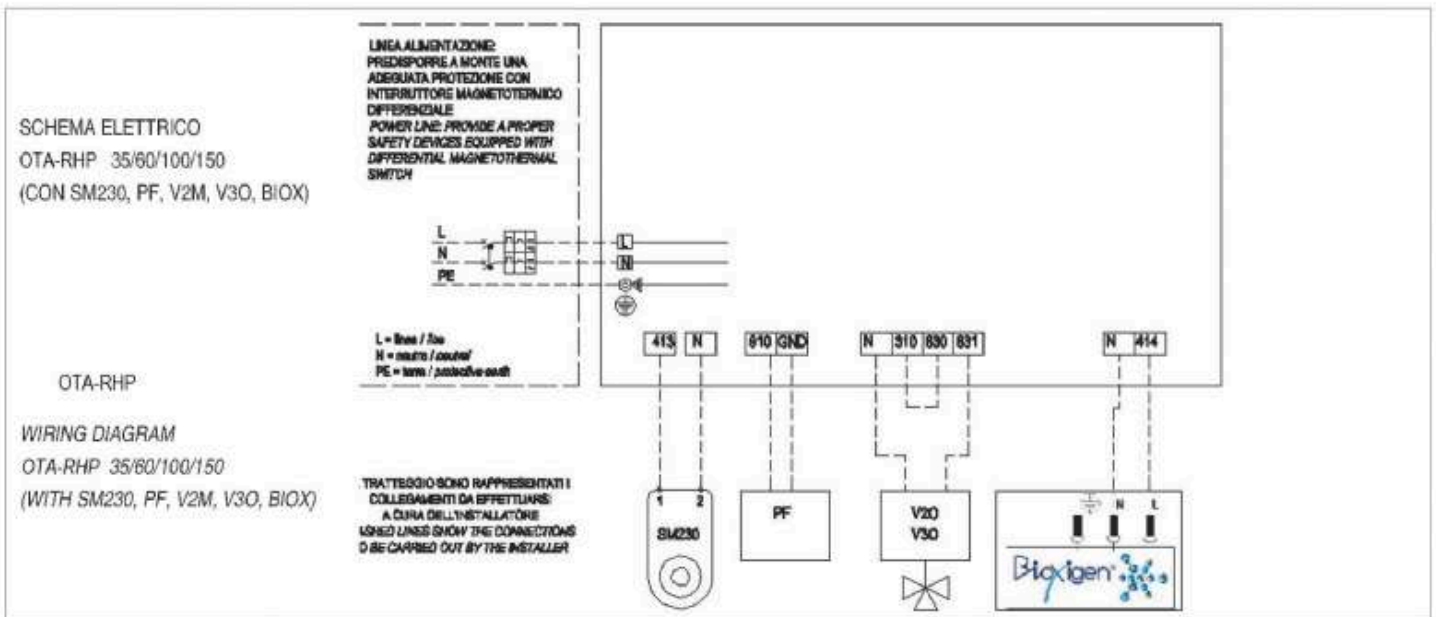 SCHEMA ELETTRICO
OTA-RHP 35/60/100/150
(CON SM230, PF, V2M, V3O, BIOX)
OTA-RHP
WIRING DIAGRAM
OTA-RHP 35/60/100/150
(WITH SM230, PF, V2M, V3O, BIOX)
LINEA ALIMENTAZIONE:
PREDISPORRE A MONTE UNA
ADEGUATA PROTEZIONE CON
INTERRUTTORE MAGNETOTERMICO
DIFFERENZIALE
POWER LINE: PROVIDE A PROPER
SAFETY DEVICES EQUIPPED WITH
DIFFERENTIAL MAGNETOTHERMAL
SWITCH
L
N
PE
L
N
L = linea / line
N = neutro / neutral
PE = terra / protective earth
413 N
910 GND
N 310 830 831
N 414
TRATTEGGIO SONO RAPPRESENTATI I
COLLEGAMENTI DA EFFETTUARSI
A CURA DELL'INSTALLATORE
ASHED LINES SHOW THE CONNECTIONS
O BE CARRIED OUT BY THE INSTALLER
1 2
SM230
PF
V2O
V3O
N L
Bioxigen